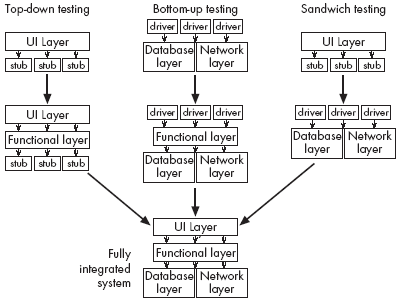 Top-down testing
UI Layer
stub stub stub
UI Layer
Functional layer
stub stub stub
Bottom-up testing
driver driver driver
Database Network
layer layer
driver driver driver
Functional layer
Database Network
layer layer
Sandwich testing
UI Layer
stub stub stub
driver driver driver
Database Network
layer layer
Fully
integrated
system
UI Layer
Functional layer
Database Network
layer layer